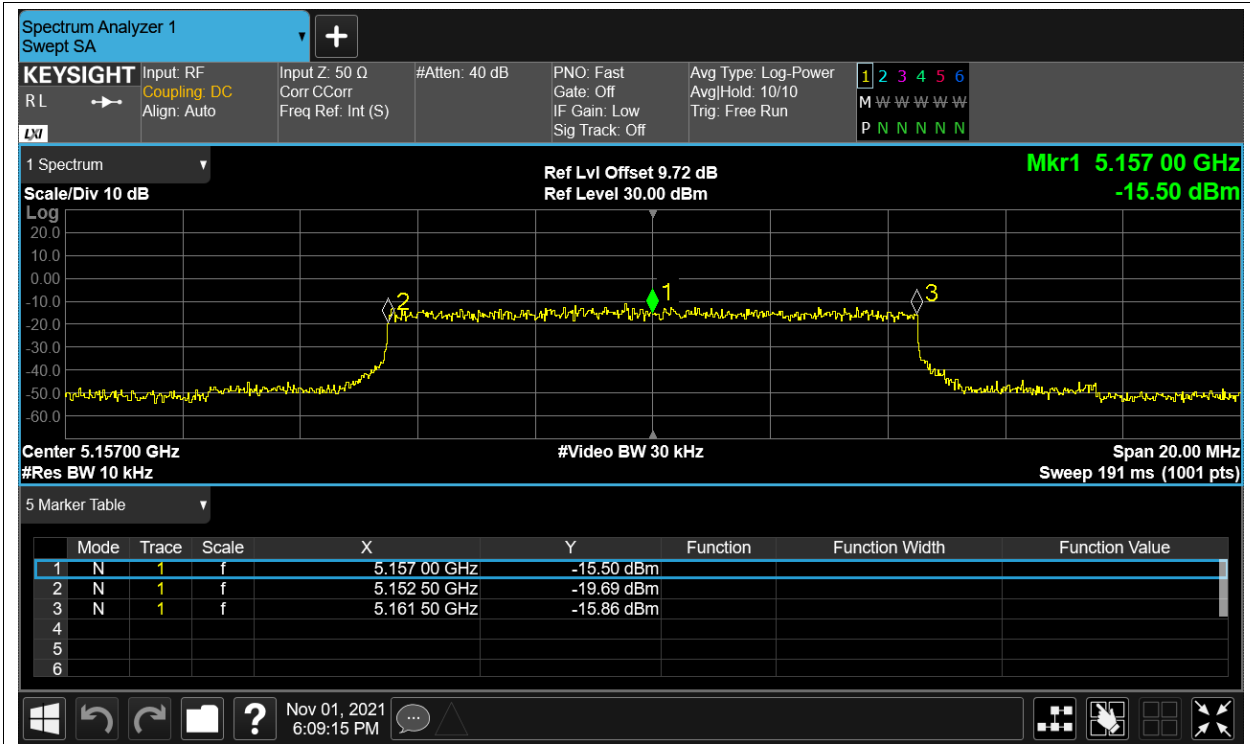 Spectrum Analyzer 1
Swept SA
KEYSIGHT Input: RF Input Z: 50 Ω #Atten: 40 dB PNO: Fast Avg Type: Log-Power 1 2 3 4 5 6
R L Coupling: DC Corr CCorr Gate: Off Avg|Hold: 10/10 M W W W W W
Align: Auto Freq Ref: Int (S) IF Gain: Low Trig: Free Run
LXI Sig Track: Off P N N N N N
1 Spectrum Ref Lvl Offset 9.72 dB Mkr1 5.157 00 GHz
Scale/Div 10 dB Ref Level 30.00 dBm -15.50 dBm
Log
20.0
10.0
0.00
-10.0 2 1 3
-20.0
-30.0
-40.0
-50.0
-60.0
Center 5.15700 GHz #Video BW 30 kHz Span 20.00 MHz
#Res BW 10 kHz Sweep 191 ms (1001 pts)
5 Marker Table
Mode Trace Scale X Y Function Function Width Function Value
1 N 1 f 5.157 00 GHz -15.50 dBm
2 N 1 f 5.152 50 GHz -19.69 dBm
3 N 1 f 5.161 50 GHz -15.86 dBm
4
5
6
? Nov 01, 2021
6:09:15 PM